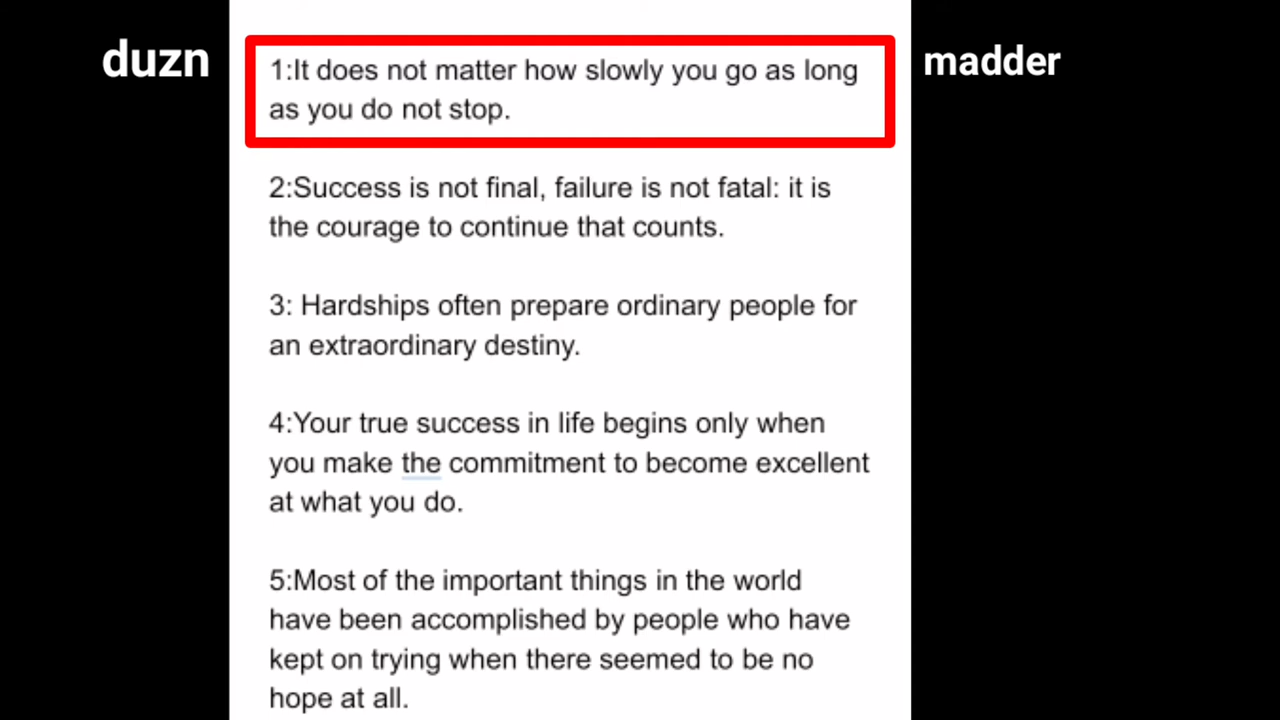 duzn
madder
1:It does not matter how slowly you go as long
as you do not stop.
2:Success is not final, failure is not fatal: it is
the courage to continue that counts.
3: Hardships often prepare ordinary people for
an extraordinary destiny.
4:Your true success in life begins only when
you make the commitment to become excellent
at what you do.
5:Most of the important things in the world
have been accomplished by people who have
kept on trying when there seemed to be no
hope at all.